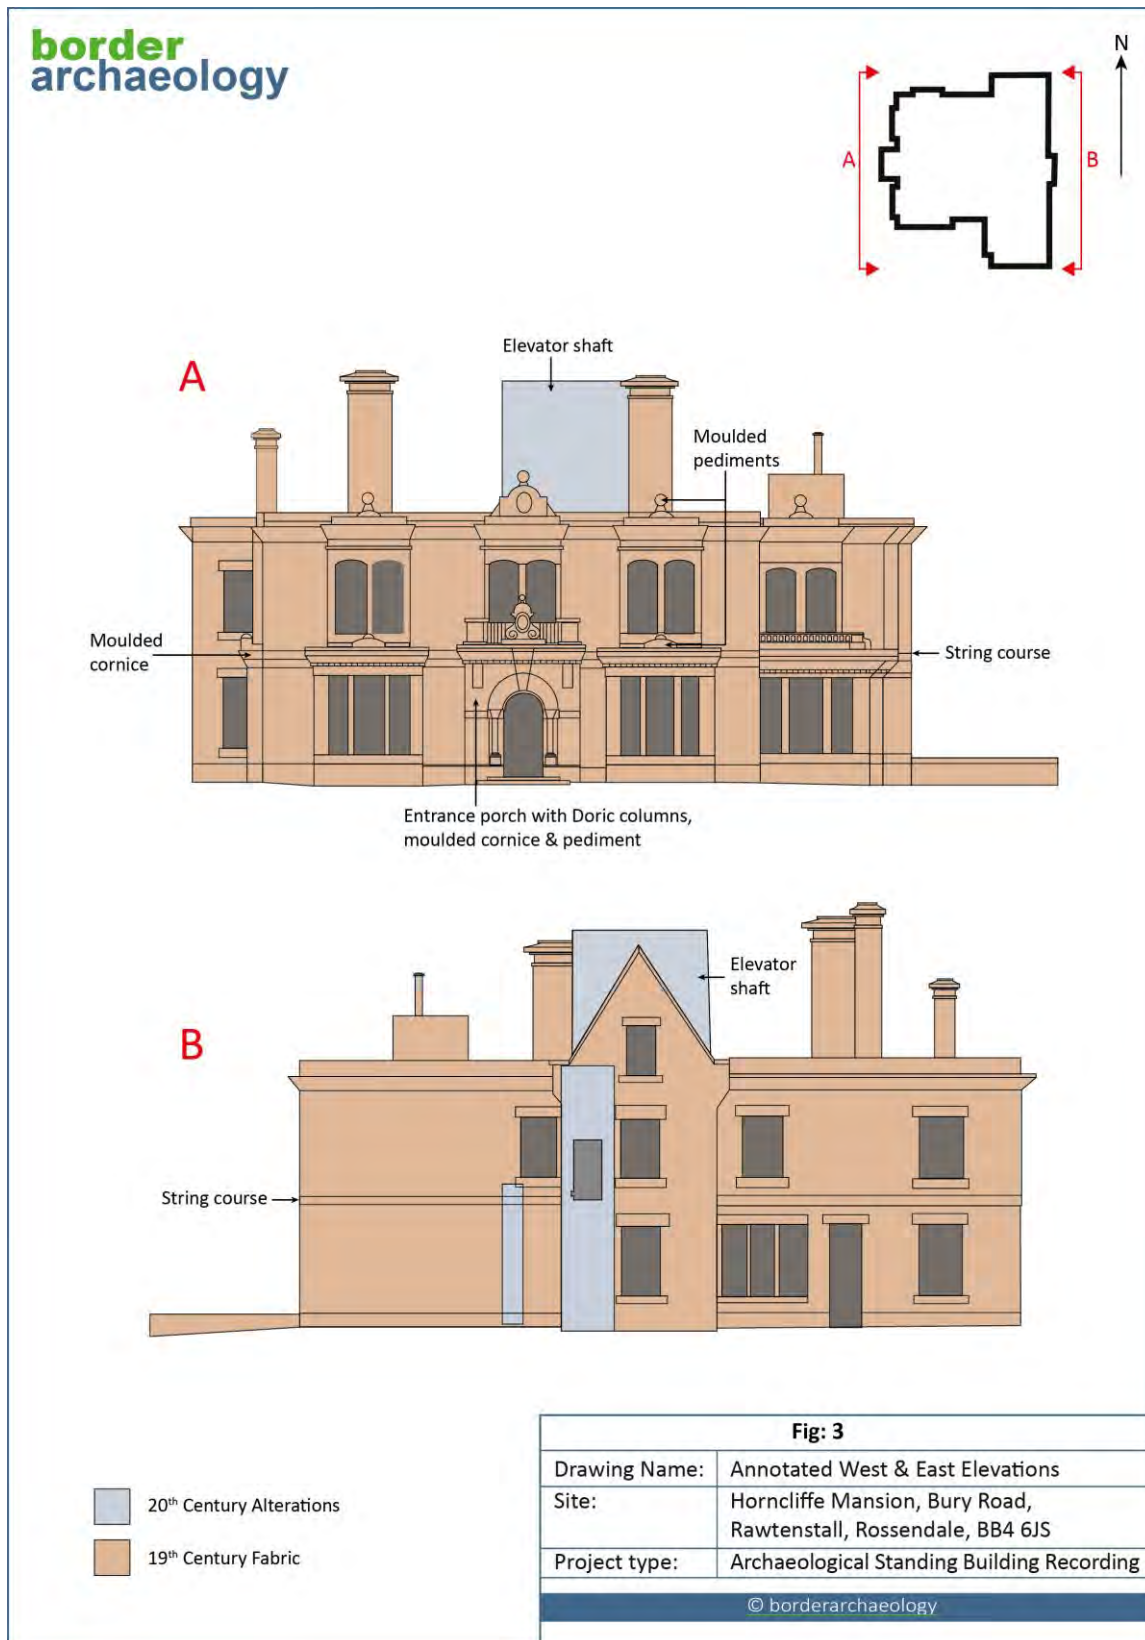 border
archaeology
N
A
B
A
Elevator shaft
Moulded
pediments
Moulded
cornice
String course
Entrance porch with Doric columns,
moulded cornice & pediment
B
Elevator
shaft
String course
20th Century Alterations
19th Century Fabric
Fig: 3
Drawing Name: Annotated West & East Elevations
Site: Horncliffe Mansion, Bury Road,
Rawtenstall, Rossendale, BB4 6JS
Project type: Archaeological Standing Building Recording
© borderarchaeology